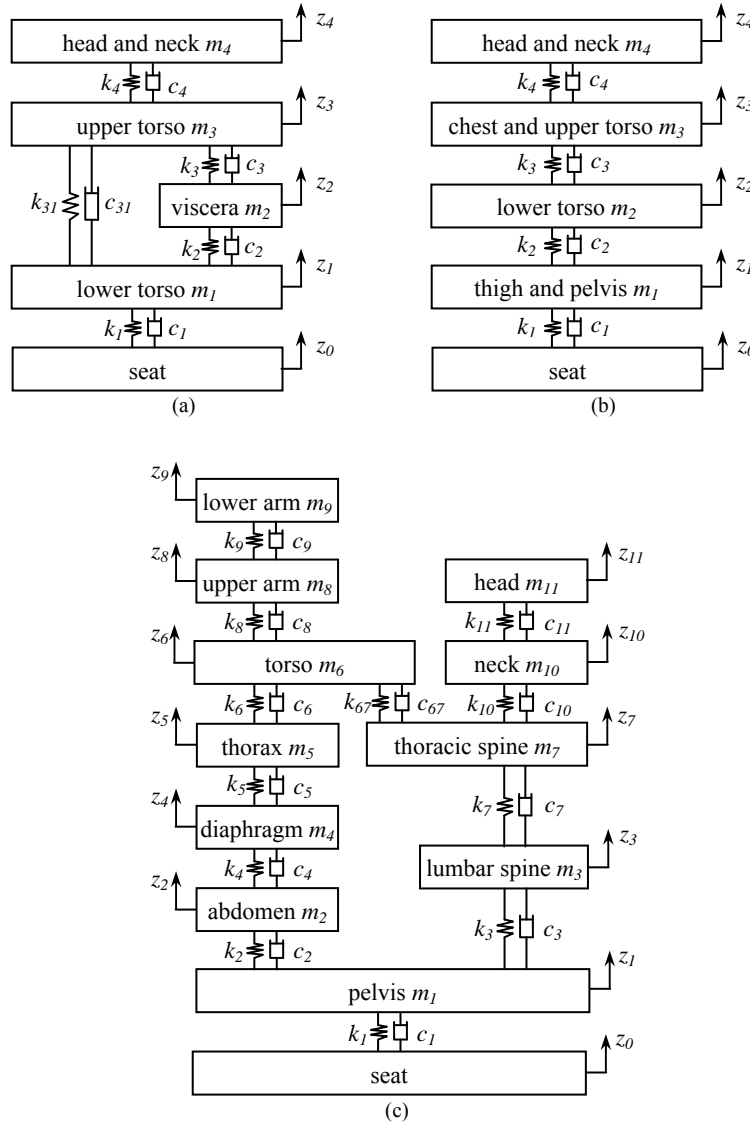 z4
head and neck m4
k4 c4
z3
upper torso m3
k3 c3
z2
k31 c31
viscera m2
k2 c2
z1
lower torso m1
k1 c1
z0
seat
(a)
z4
head and neck m4
k4 c4
z3
chest and upper torso m3
k3 c3
z2
lower torso m2
k2 c2
z1
thigh and pelvis m1
k1 c1
z0
seat
(b)
z9
lower arm m9
k9 c9
z8
upper arm m8
k8 c8
z6
torso m6
k6 c6
k67 c67
z5
thorax m5
k5 c5
z4
diaphragm m4
k4 c4
z2
abdomen m2
k2 c2
z11
head m11
k11 c11
z10
neck m10
k10 c10
z7
thoracic spine m7
k7 c7
z3
lumbar spine m3
k3 c3
z1
pelvis m1
k1 c1
z0
seat
(c)